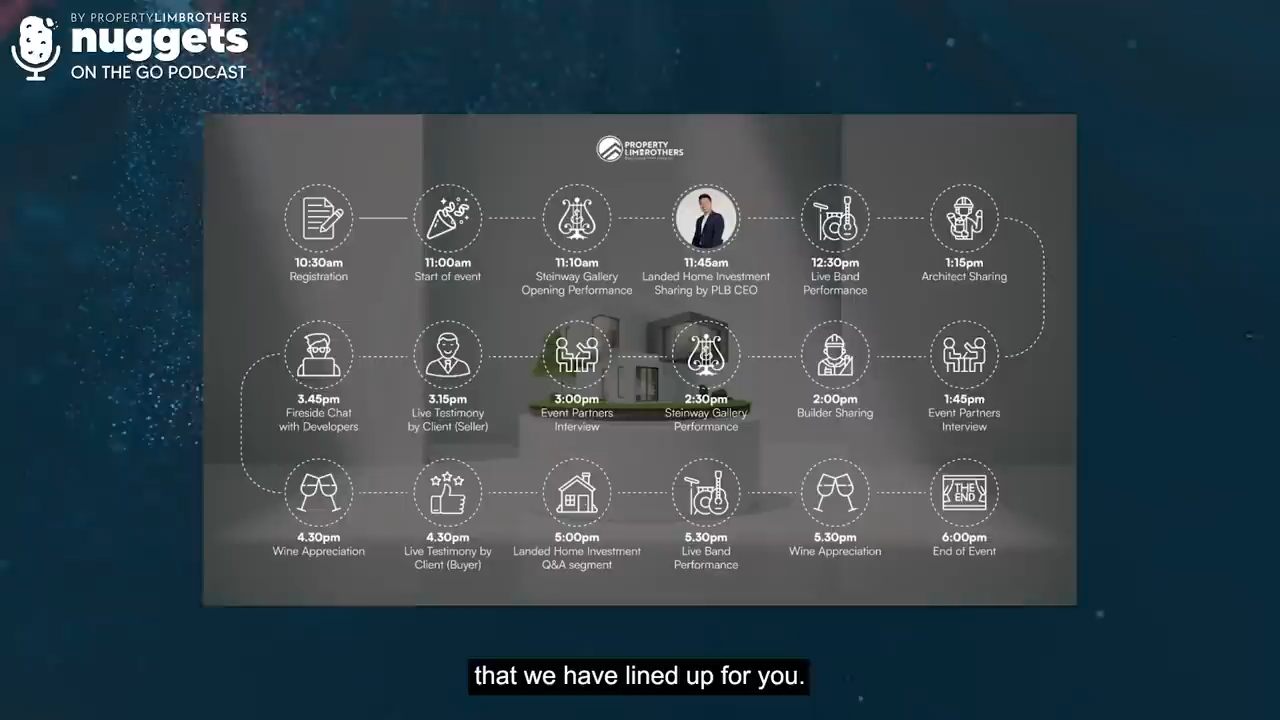 BY PROPERTYLIMBROTHERS
nuggets
ON THE GO PODCAST
PROPERTY
LIMBROTHERS
10:30am
Registration
11:00am
Start of event
11:10am
Steinway Gallery
Opening Performance
11:45am
Landed Home Investment
Sharing by PLB CEO
12:30pm
Live Band
Performance
1:15pm
Architect Sharing
3.45pm
Fireside Chat
with Developers
3.15pm
Live Testimony
by Client (Seller)
3:00pm
Event Partners
Interview
2:30pm
Steinway Gallery
Performance
2:00pm
Builder Sharing
1:45pm
Event Partners
Interview
4.30pm
Wine Appreciation
4.30pm
Live Testimony by
Client (Buyer)
5:00pm
Landed Home Investment
Q&A segment
5.30pm
Live Band
Performance
5.30pm
Wine Appreciation
THE
END
6:00pm
End of Event
that we have lined up for you.